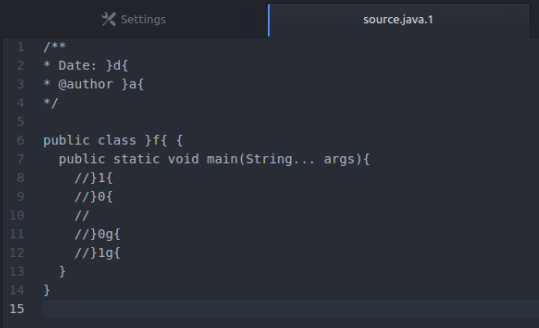 Settings
source.java.1
1 /**
2 * Date: }d{
3 * @author }a{
4 */
5
6 public class }f{ {
7   public static void main(String... args){
8     //}1{
9     //}0{
10     //
11     //}0g{
12     //}1g{
13   }
14 }
15